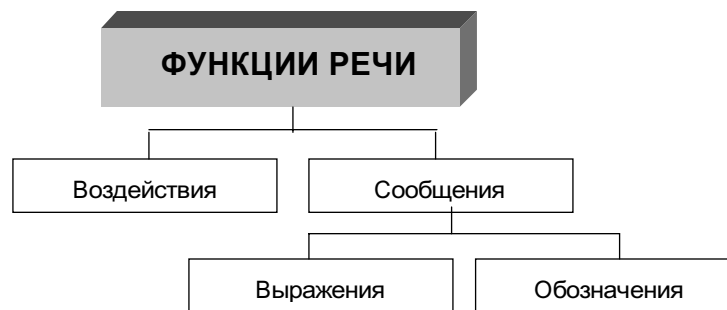 ФУНКЦИИ РЕЧИ
Воздействия
Сообщения
Выражения
Обозначения